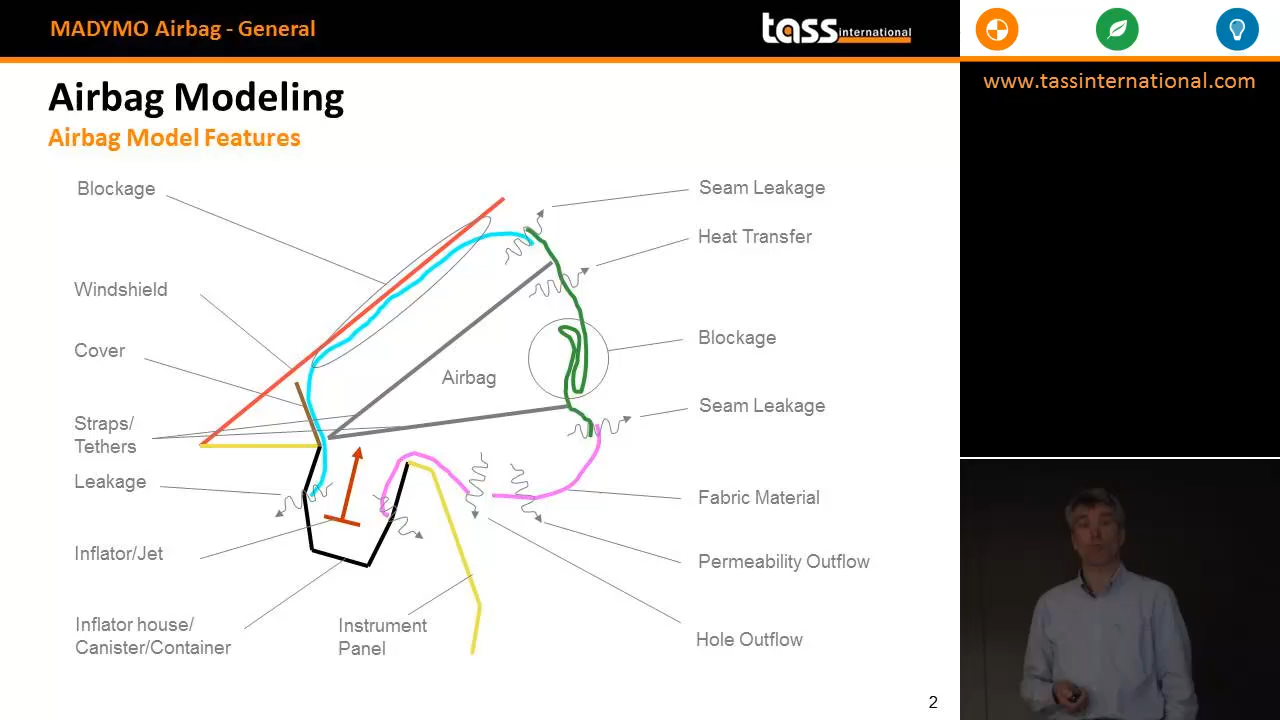 MADYMO Airbag - General
tass international
www.tassinternational.com
Airbag Modeling
Airbag Model Features
Blockage
Seam Leakage
Heat Transfer
Windshield
Blockage
Cover
Airbag
Seam Leakage
Straps/
Tethers
Leakage
Fabric Material
Inflator/Jet
Permeability Outflow
Inflator house/
Canister/Container
Instrument
Panel
Hole Outflow
2